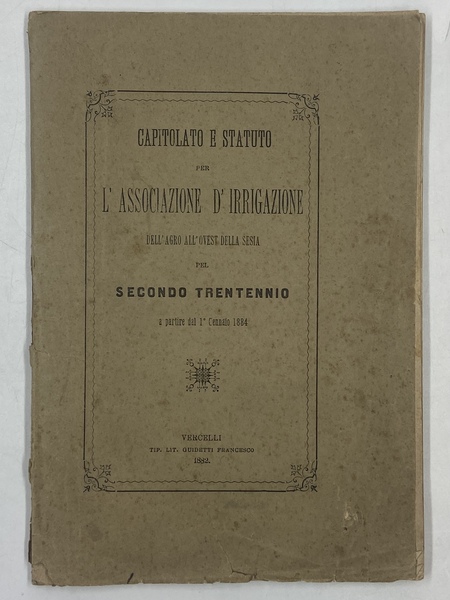 CAPITOLATO E STATUTO
PER
L' ASSOCIAZIONE D' IRRIGAZIONE
DELL'AGRO ALL'OVEST DELLA SESIA
PEL
SECONDO TRENTENNIO
a partire dal 1° Gennaio 1884
VERCELLI
TIP. LIT. GUIDETTI FRANCESCO
1882.